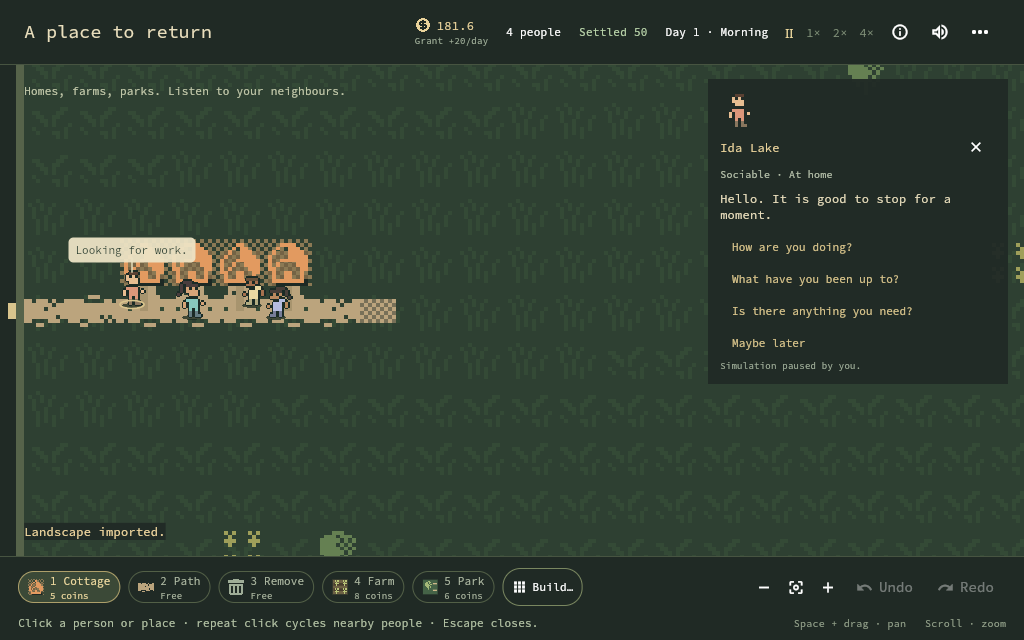 A place to return
181.6
Grant +20/day
4 people
Settled 50
Day 1 · Morning
1×
2×
4×
Homes, farms, parks. Listen to your neighbours.
Looking for work.
Ida Lake
Sociable · At home
Hello. It is good to stop for a
moment.
How are you doing?
What have you been up to?
Is there anything you need?
Maybe later
Simulation paused by you.
Landscape imported.
1 Cottage
5 coins
2 Path
Free
3 Remove
Free
4 Farm
8 coins
5 Park
6 coins
Build…
Undo
Redo
Click a person or place · repeat click cycles nearby people · Escape closes.
Space + drag · pan
Scroll · zoom